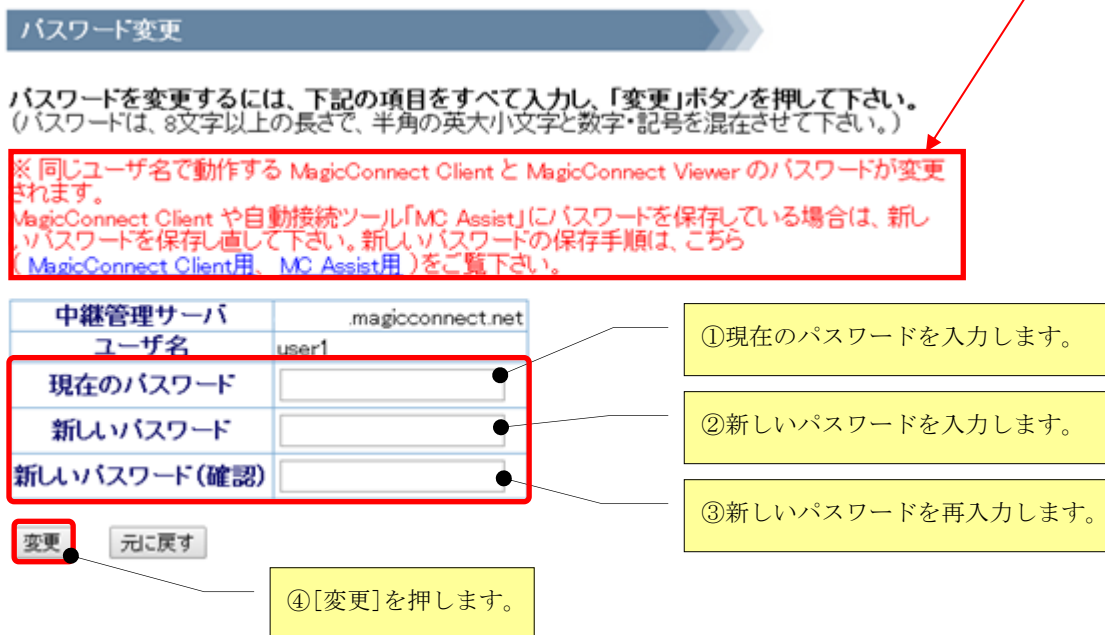 パスワード変更
パスワードを変更するには、下記の項目をすべて入力し、「変更」ボタンを押して下さい。
(パスワードは、8文字以上の長さで、半角の英大小文字と数字・記号を混在させて下さい。)
※ 同じユーザ名で動作する MagicConnect Client と MagicConnect Viewer のパスワードが変更
されます。
MagicConnect Client や自動接続ツール「MC Assist」にパスワードを保存している場合は、新し
いパスワードを保存し直して下さい。新しいパスワードの保存手順は、こちら
( MagicConnect Client用、 MC Assist用 )をご覧下さい。
中継管理サーバ .magicconnect.net
ユーザ名 user1
現在のパスワード
新しいパスワード
新しいパスワード(確認)
変更 元に戻す
①現在のパスワードを入力します。
②新しいパスワードを入力します。
③新しいパスワードを再入力します。
④[変更]を押します。